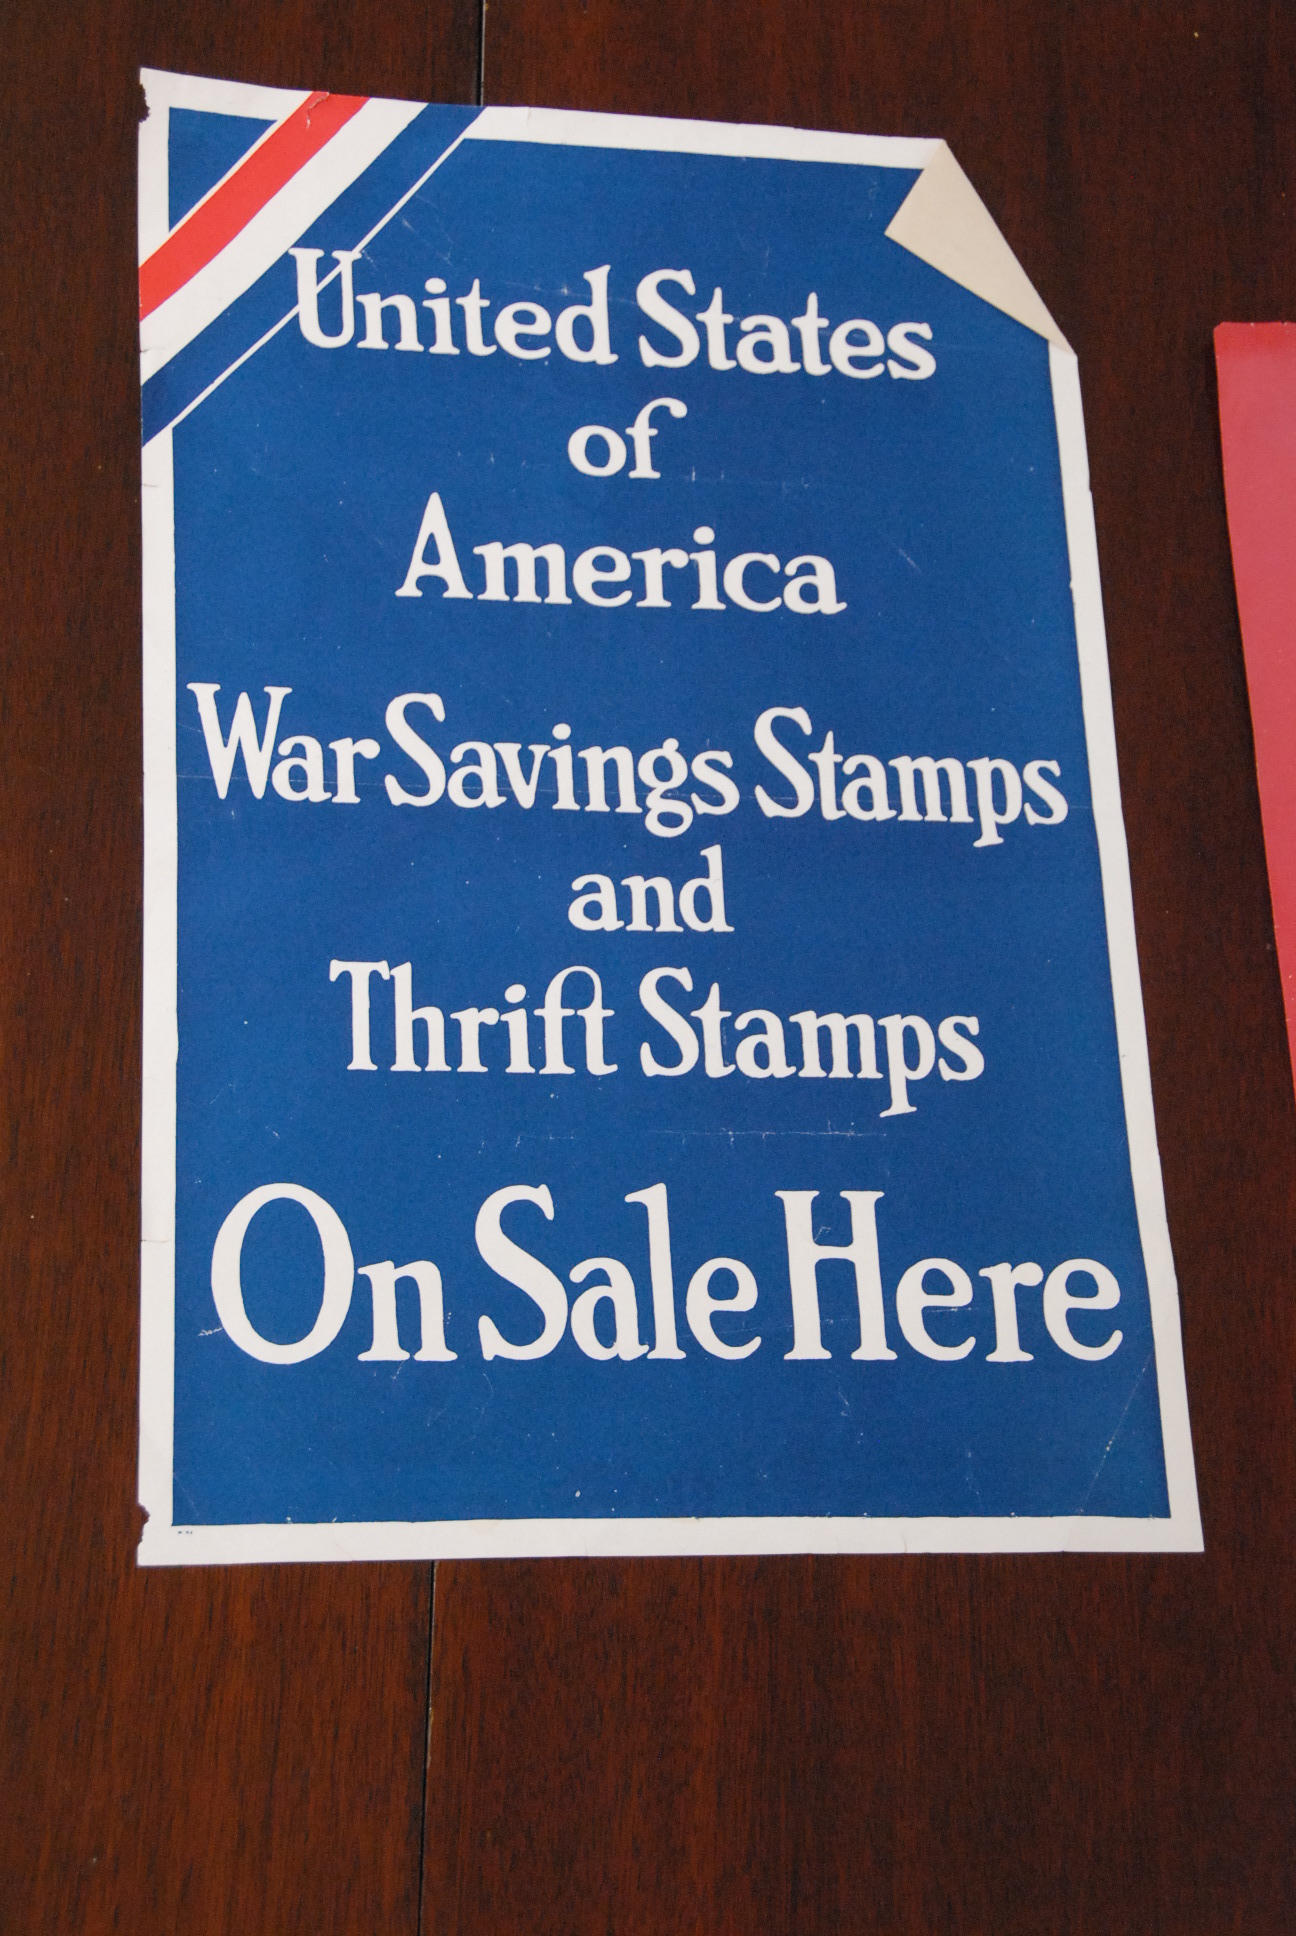 United States
of
America
War Savings Stamps
and
Thrift Stamps
On Sale Here